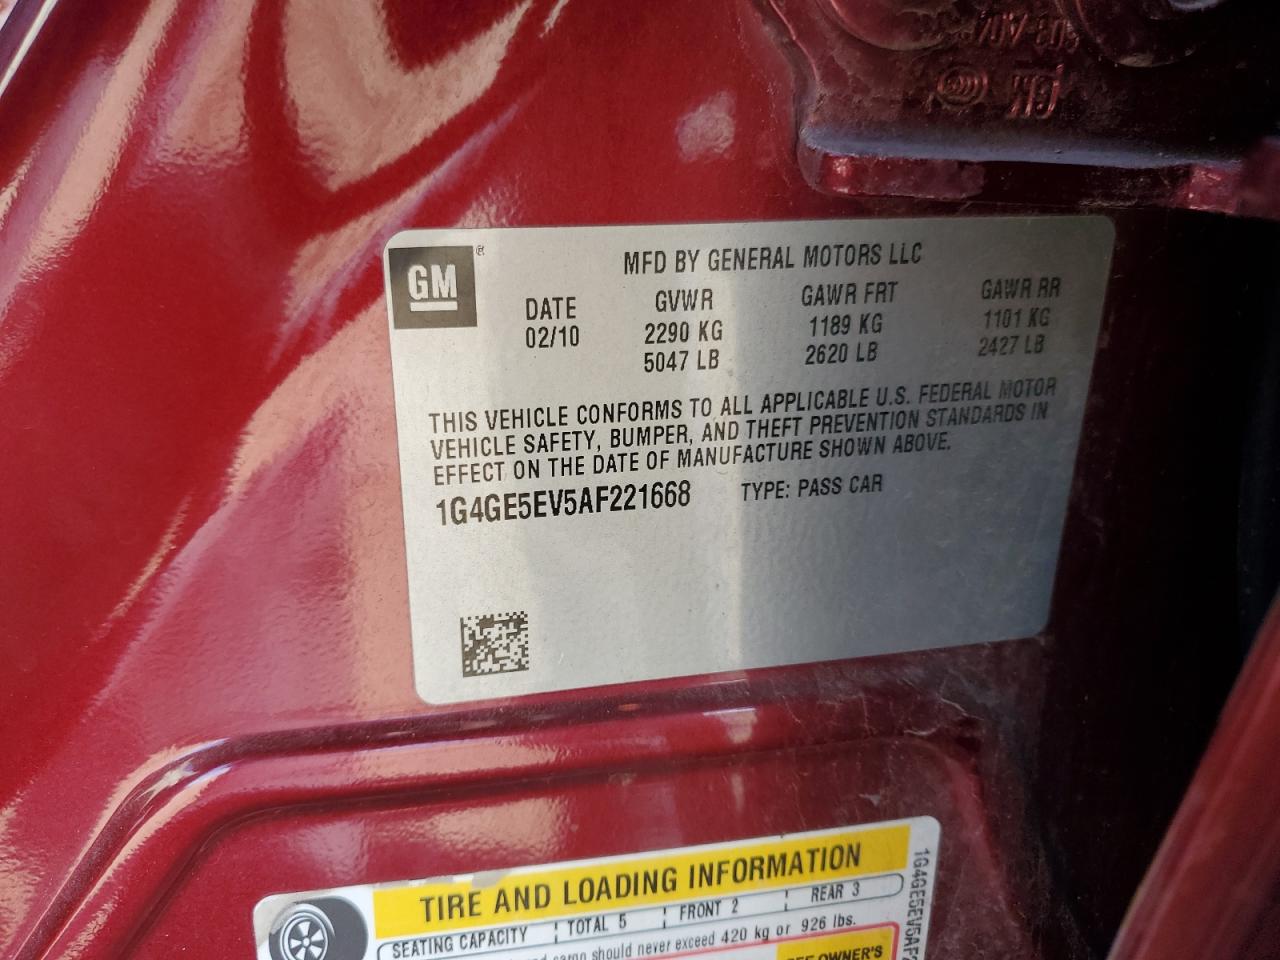 GM ®
MFD BY GENERAL MOTORS LLC
DATE GVWR GAWR FRT GAWR RR
02/10 2290 KG 1189 KG 1101 KG
5047 LB 2620 LB 2427 LB
THIS VEHICLE CONFORMS TO ALL APPLICABLE U.S. FEDERAL MOTOR
VEHICLE SAFETY, BUMPER, AND THEFT PREVENTION STANDARDS IN
EFFECT ON THE DATE OF MANUFACTURE SHOWN ABOVE.
1G4GE5EV5AF221668 TYPE: PASS CAR
TIRE AND LOADING INFORMATION
SEATING CAPACITY TOTAL 5 FRONT 2 REAR 3
cargo should never exceed 420 kg or 926 lbs.
OWNER'S
1G4GE5EV5AF